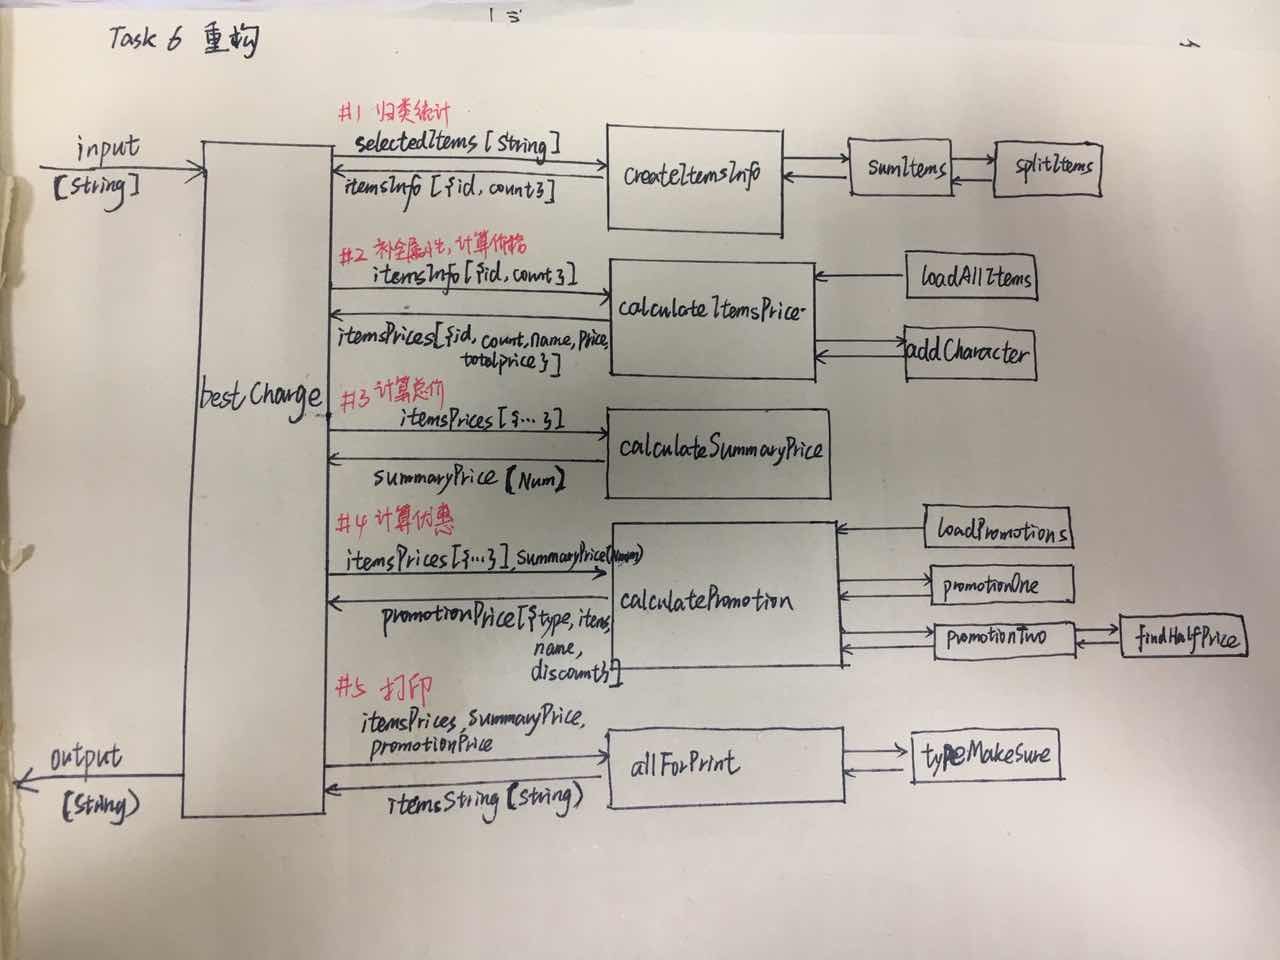 Task 6 重构
input
[String]
#1 归类统计
selectedItems [String]
itemsInfo [{id, count}]
createItemsInfo
sumItems
splitItems
#2 补全属性，计算价格
itemsInfo [{id, count}]
itemsPrices[{id, count, name, Price,
totalprice}]
calculateItemsPrice
loadAllItems
addCharacter
bestCharge
#3 计算总价
itemsPrices [{...}]
summaryPrice [Num]
calculateSummaryPrice
#4 计算优惠
itemsPrices [{...}], summaryPrice(Num)
promotionPrice[{type, items,
name,
discount}]
calculatePromotion
loadPromotions
promotionOne
promotionTwo
findHalfPrice
#5 打印
itemsPrices, summaryPrice,
promotionPrice
itemsString (String)
allForPrint
typeMakeSure
output
(String)